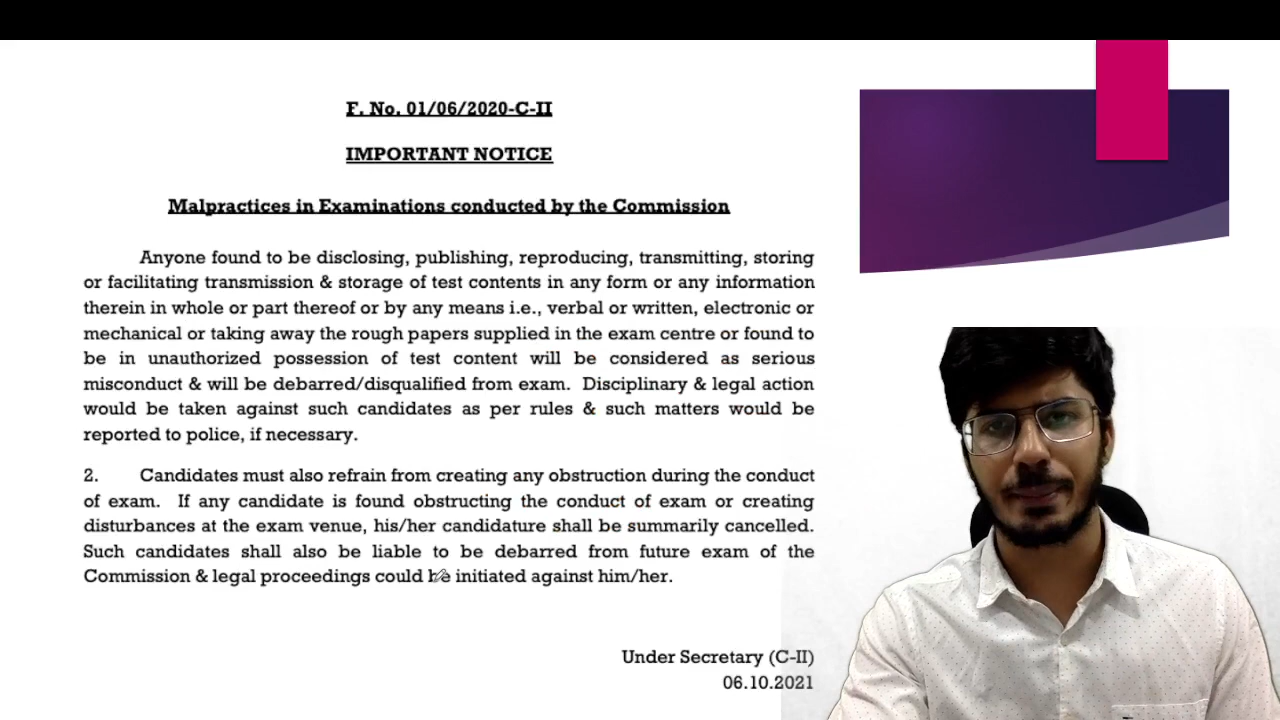 F. No. 01/06/2020-C-II
IMPORTANT NOTICE
Malpractices in Examinations conducted by the Commission
Anyone found to be disclosing, publishing, reproducing, transmitting, storing
or facilitating transmission & storage of test contents in any form or any information
therein in whole or part thereof or by any means i.e., verbal or written, electronic or
mechanical or taking away the rough papers supplied in the exam centre or found to
be in unauthorized possession of test content will be considered as serious
misconduct & will be debarred/disqualified from exam. Disciplinary & legal action
would be taken against such candidates as per rules & such matters would be
reported to police, if necessary.
2. Candidates must also refrain from creating any obstruction during the conduct
of exam. If any candidate is found obstructing the conduct of exam or creating
disturbances at the exam venue, his/her candidature shall be summarily cancelled.
Such candidates shall also be liable to be debarred from future exam of the
Commission & legal proceedings could be initiated against him/her.
Under Secretary (C-II)
06.10.2021